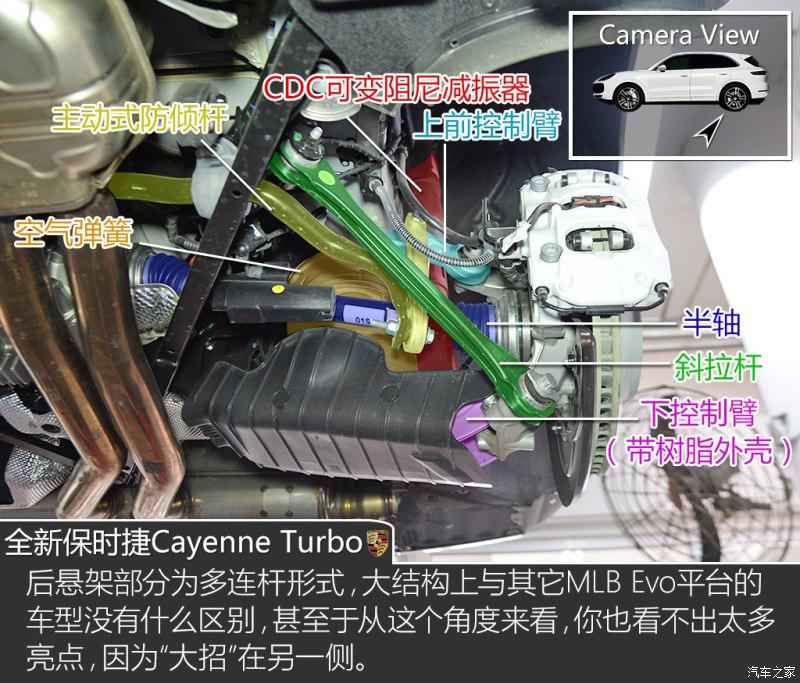 Camera View
CDC可变阻尼减振器
主动式防倾杆
上前控制臂
空气弹簧
01S
半轴
斜拉杆
下控制臂
（带树脂外壳）
全新保时捷Cayenne Turbo
后悬架部分为多连杆形式，大结构上与其它MLB Evo平台的
车型没有什么区别，甚至于从这个角度来看，你也看不出太多
亮点，因为“大招”在另一侧。
汽车之家